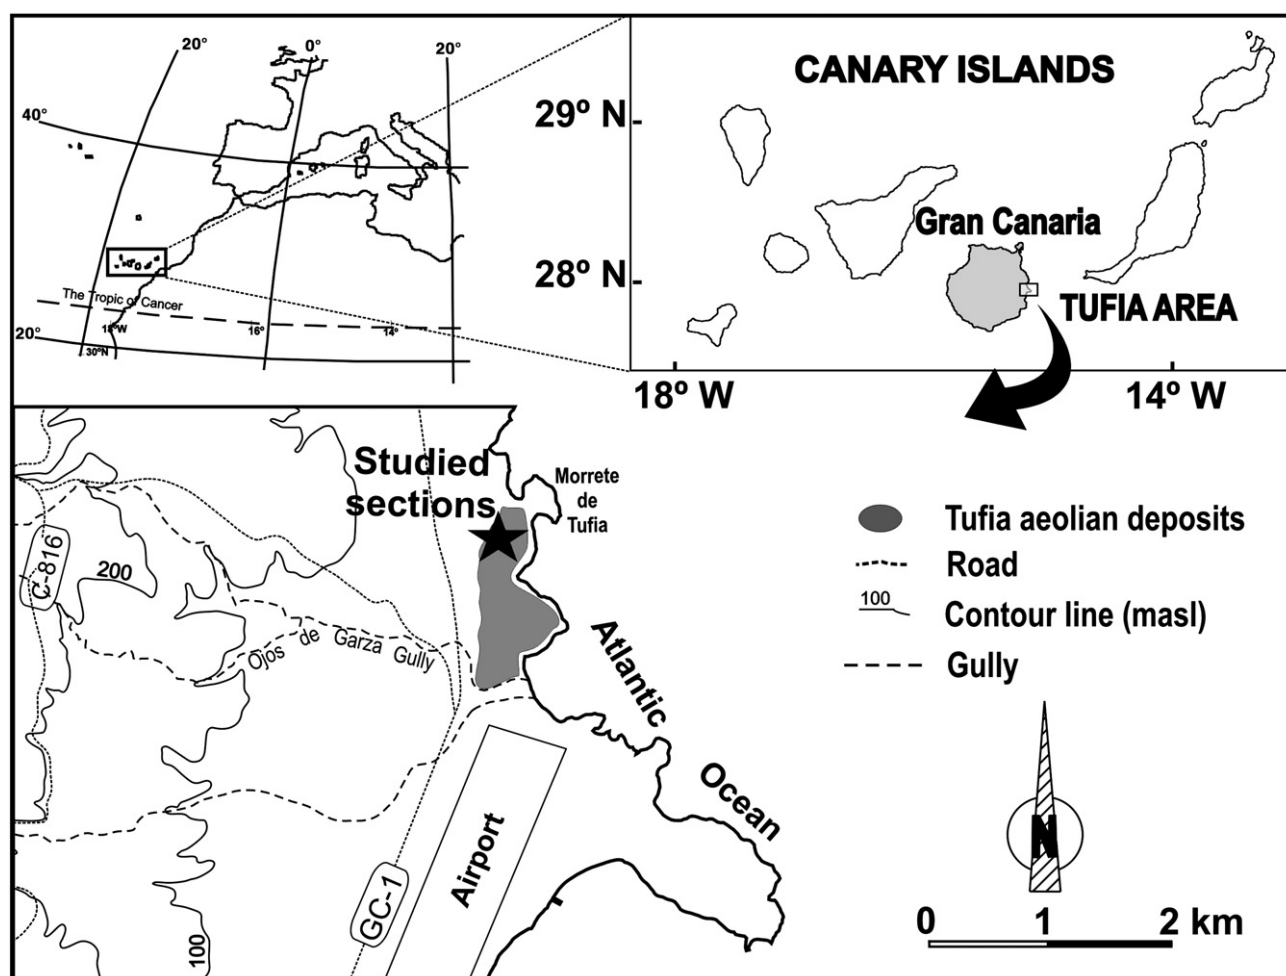 20°
0°
20°
40°
The Tropic of Cancer
18°W
16°
14°
20°
30°N
CANARY ISLANDS
29º N
Gran Canaria
28º N
TUFIA AREA
18º W
14º W
Studied
sections
Morrete
de
Tufia
C-816
200
Ojos de Garza Gully
Atlantic
Ocean
Airport
GC-1
100
Tufia aeolian deposits
Road
100
Contour line (masl)
Gully
N
0 1 2 km